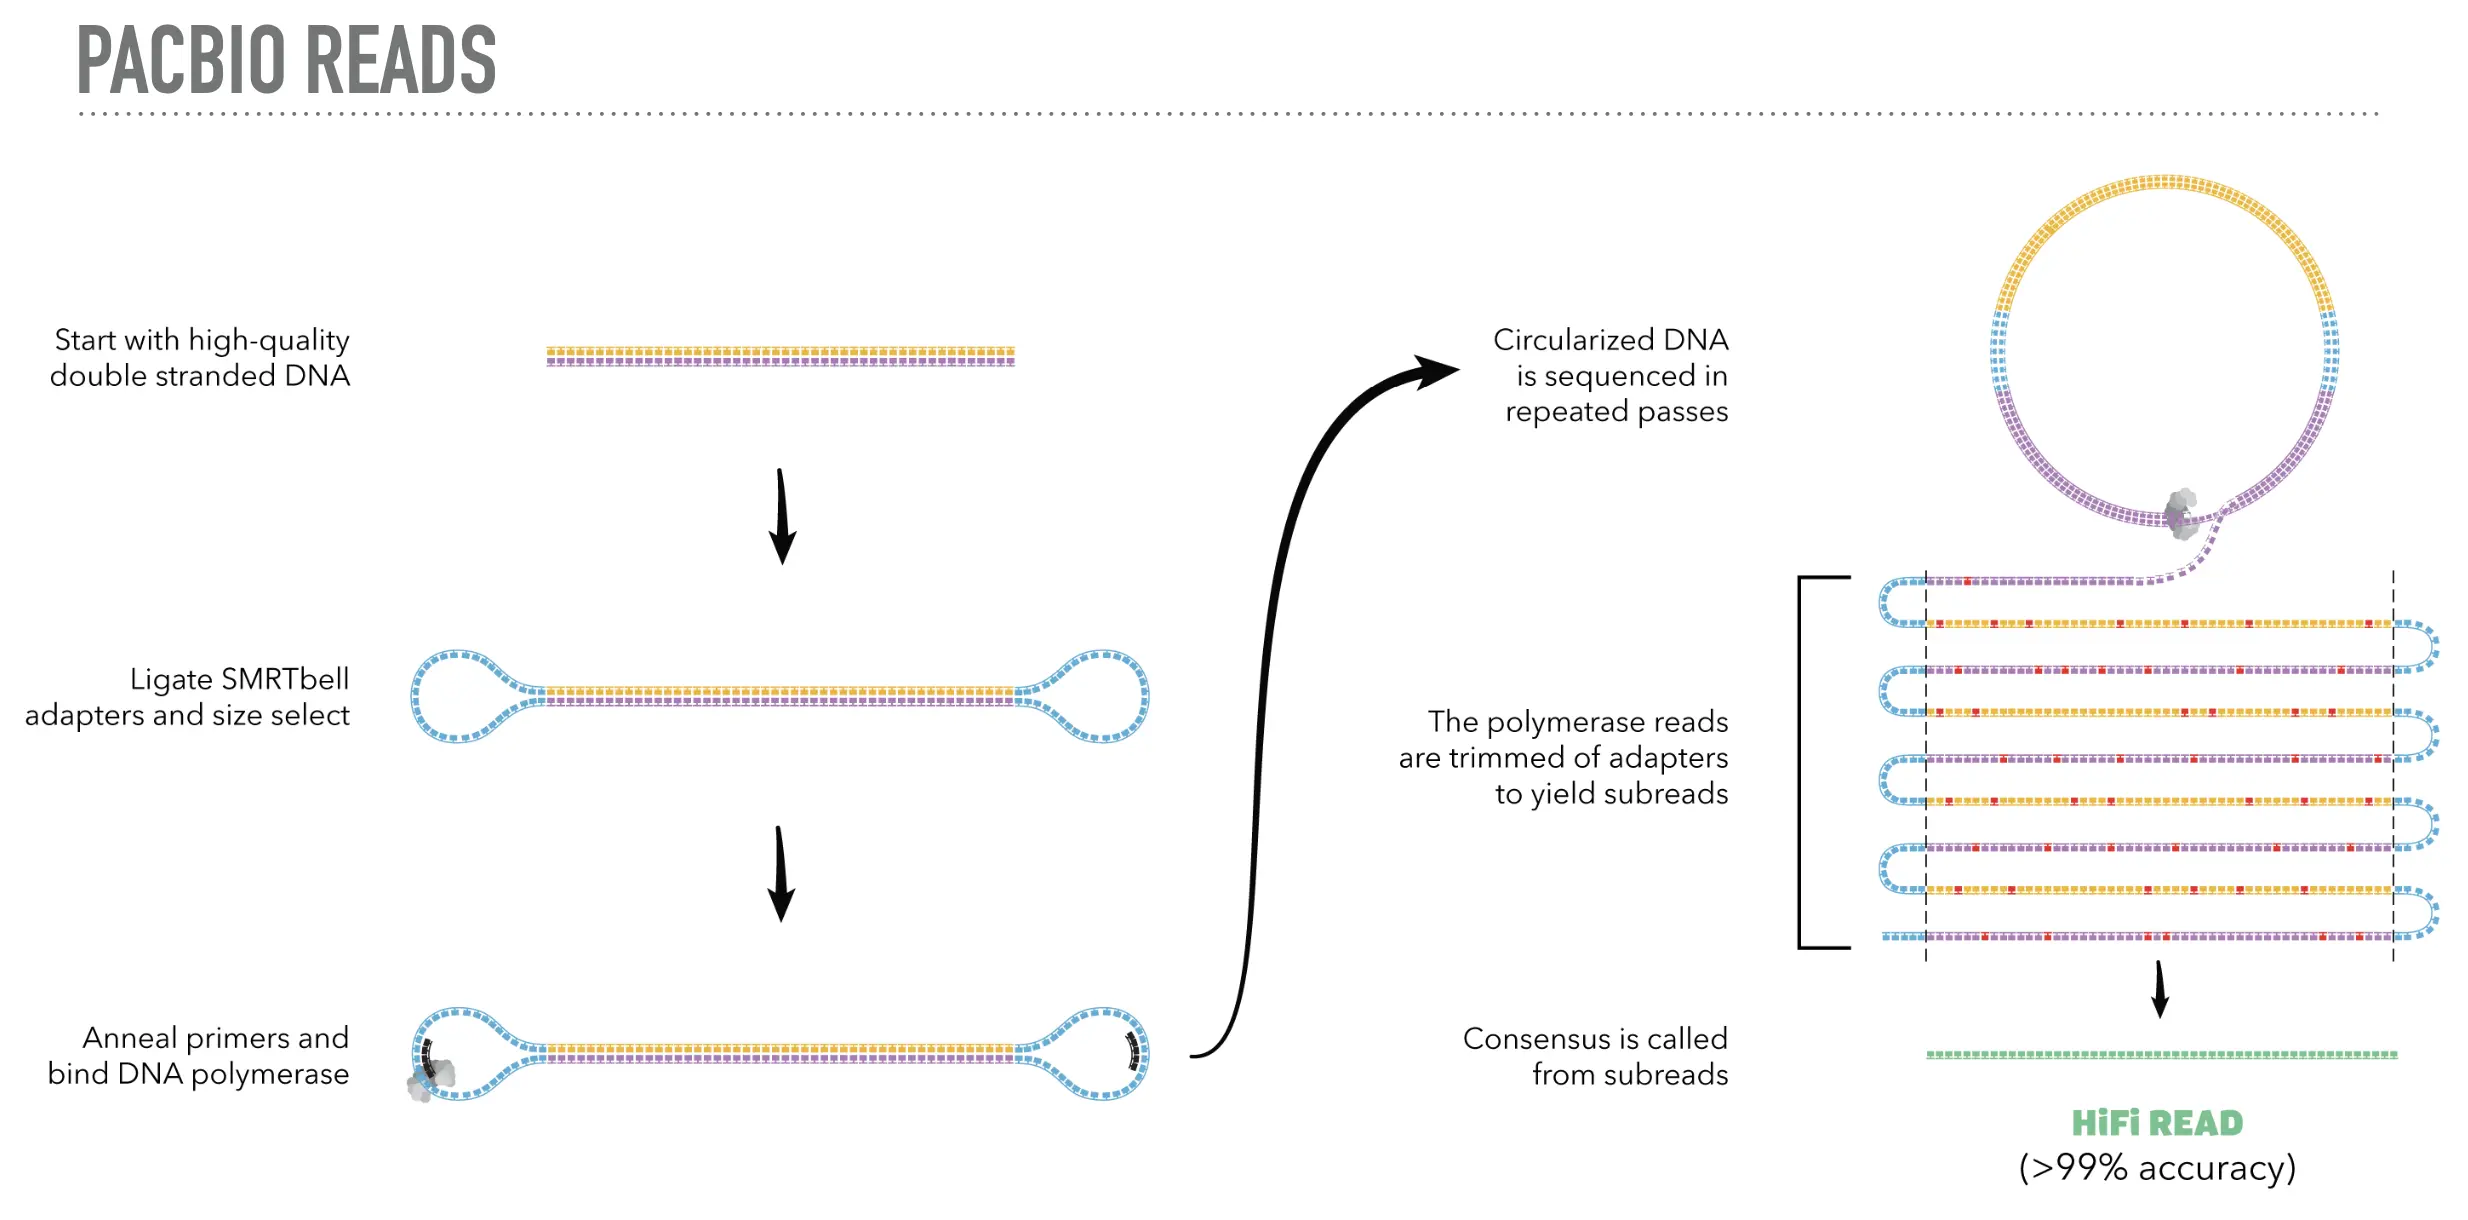 PACBIO READS
Start with high-quality
double stranded DNA
Ligate SMRTbell
adapters and size select
Anneal primers and
bind DNA polymerase
Circularized DNA
is sequenced in
repeated passes
The polymerase reads
are trimmed of adapters
to yield subreads
Consensus is called
from subreads
HiFi READ
(>99% accuracy)